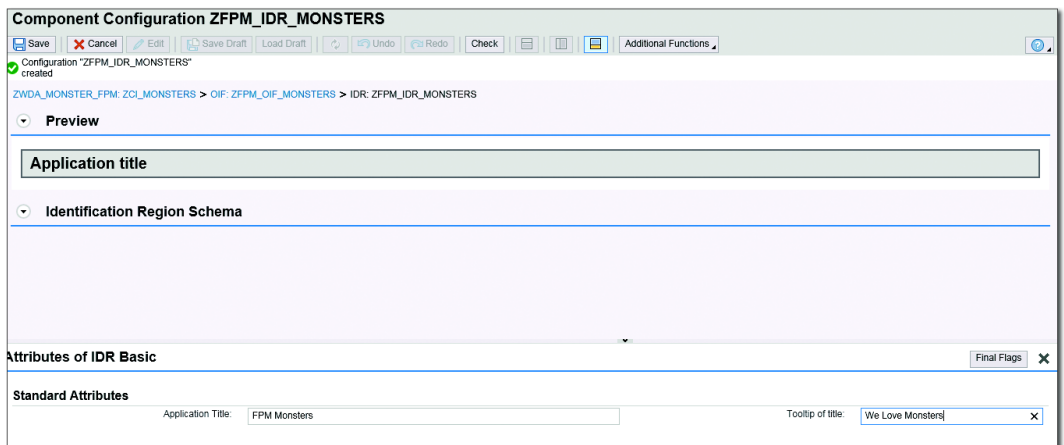 Component Configuration ZFPM_IDR_MONSTERS
Save Cancel Edit Save Draft Load Draft Undo Redo Check Additional Functions
Configuration "ZFPM_IDR_MONSTERS"
created
ZWDA_MONSTER_FPM: ZCI_MONSTERS > OIF: ZFPM_OIF_MONSTERS > IDR: ZFPM_IDR_MONSTERS
Preview
Application title
Identification Region Schema
Attributes of IDR Basic Final Flags
Standard Attributes
Application Title: FPM Monsters Tooltip of title: We Love Monsters